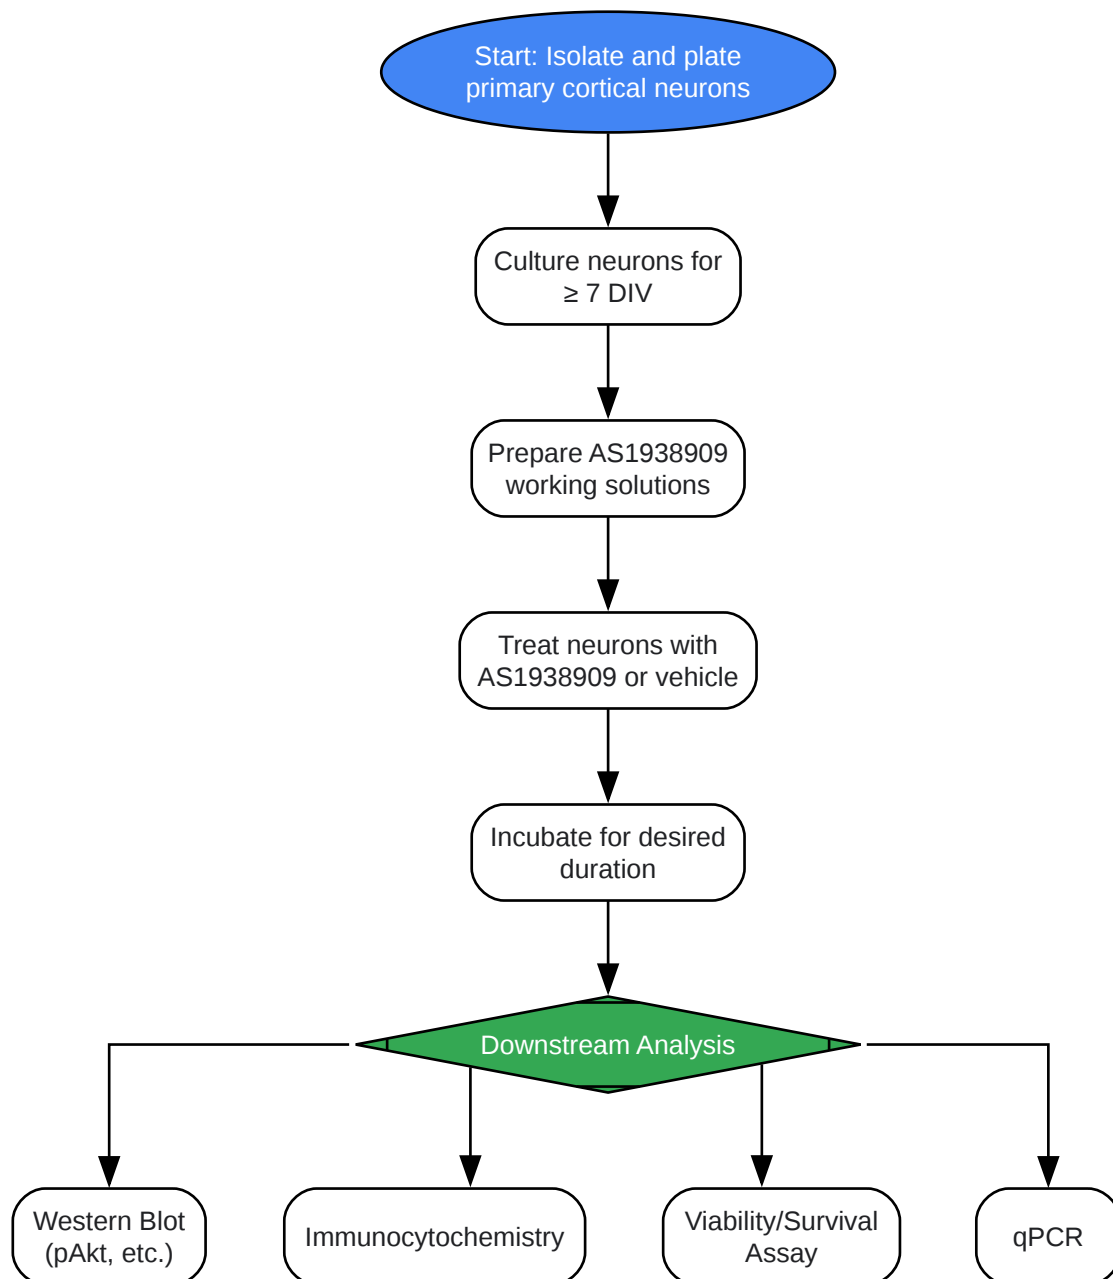 Start: Isolate and plate
primary cortical neurons
Culture neurons for
≥ 7 DIV
Prepare AS1938909
working solutions
Treat neurons with
AS1938909 or vehicle
Incubate for desired
duration
Downstream Analysis
Western Blot
(pAkt, etc.)
Immunocytochemistry
Viability/Survival
Assay
qPCR